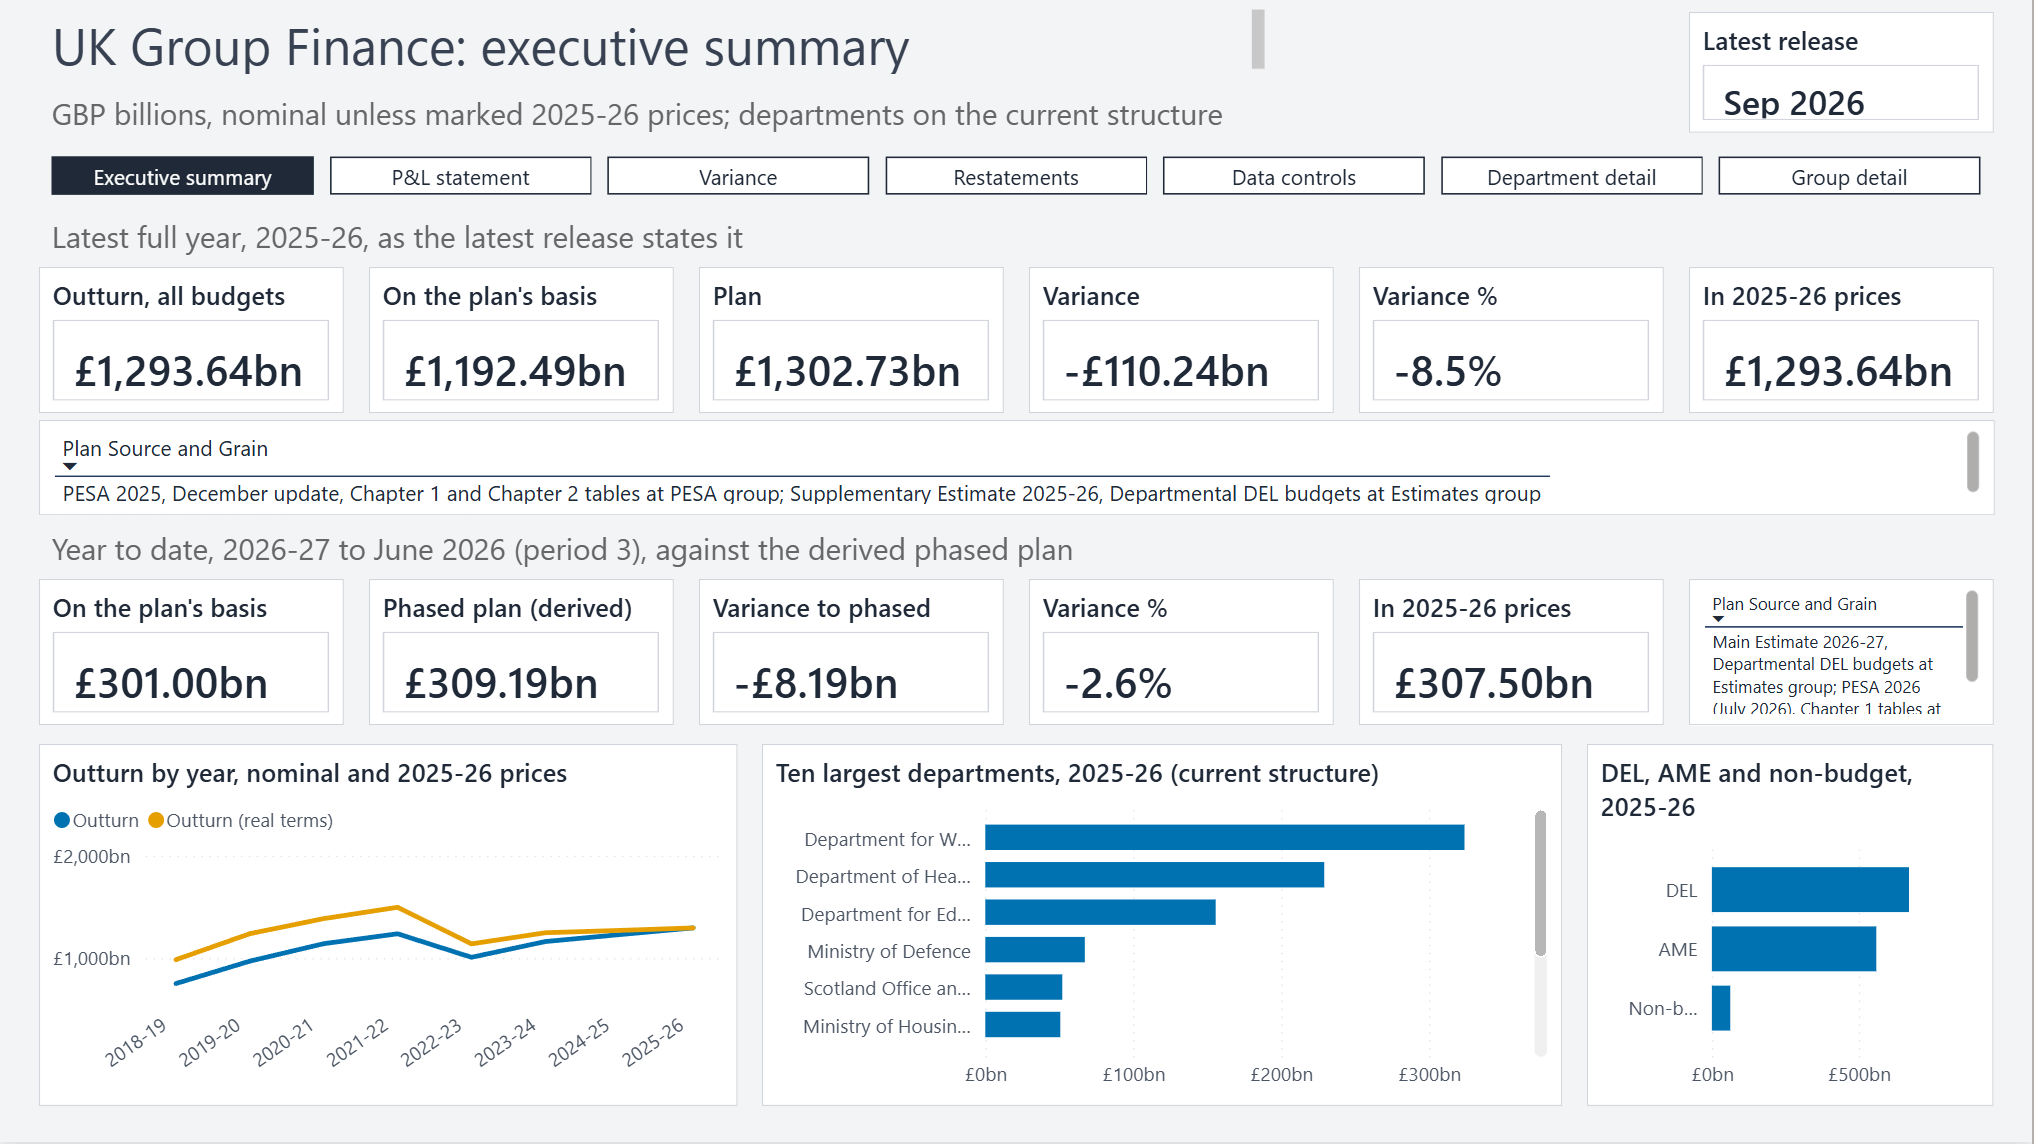 UK Group Finance: executive summary
Latest release
Sep 2026
GBP billions, nominal unless marked 2025-26 prices; departments on the current structure
Executive summary
P&L statement
Variance
Restatements
Data controls
Department detail
Group detail
Latest full year, 2025-26, as the latest release states it
Outturn, all budgets
£1,293.64bn
On the plan's basis
£1,192.49bn
Plan
£1,302.73bn
Variance
-£110.24bn
Variance %
-8.5%
In 2025-26 prices
£1,293.64bn
Plan Source and Grain
PESA 2025, December update, Chapter 1 and Chapter 2 tables at PESA group; Supplementary Estimate 2025-26, Departmental DEL budgets at Estimates group
Year to date, 2026-27 to June 2026 (period 3), against the derived phased plan
On the plan's basis
£301.00bn
Phased plan (derived)
£309.19bn
Variance to phased
-£8.19bn
Variance %
-2.6%
In 2025-26 prices
£307.50bn
Plan Source and Grain
Main Estimate 2026-27,
Departmental DEL budgets at
Estimates group; PESA 2026
(July 2026), Chapter 1 tables at
Outturn by year, nominal and 2025-26 prices
Outturn
Outturn (real terms)
£2,000bn
£1,000bn
2018-19
2019-20
2020-21
2021-22
2022-23
2023-24
2024-25
2025-26
Ten largest departments, 2025-26 (current structure)
Department for W...
Department of Hea...
Department for Ed...
Ministry of Defence
Scotland Office an...
Ministry of Housin...
£0bn
£100bn
£200bn
£300bn
DEL, AME and non-budget,
2025-26
DEL
AME
Non-b...
£0bn
£500bn